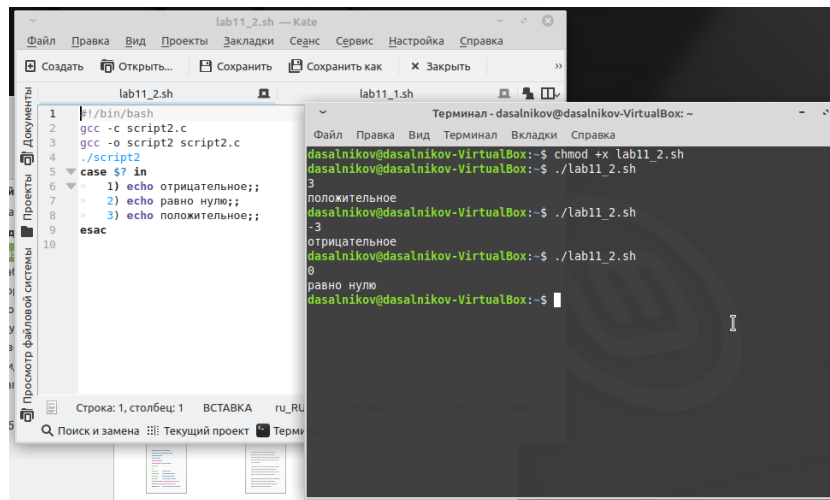 lab11_2.sh — Kate
Файл Правка Вид Проекты Закладки Сеанс Сервис Настройка Справка
Создать Открыть... Сохранить Сохранить как Закрыть »
lab11_2.sh lab11_1.sh
Документы
Проекты
Просмотр файловой системы
1 #!/bin/bash
2 gcc -c script2.c
3 gcc -o script2 script2.c
4 ./script2
5 case $? in
6 » 1) echo отрицательное;;
7 » 2) echo равно нулю;;
8 » 3) echo положительное;;
9 esac
10
Строка: 1, столбец: 1 ВСТАВКА ru_RU
Поиск и замена Текущий проект
Терминал - dasalnikov@dasalnikov-VirtualBox: ~
Файл Правка Вид Терминал Вкладки Справка
dasalnikov@dasalnikov-VirtualBox:~$ chmod +x lab11_2.sh
dasalnikov@dasalnikov-VirtualBox:~$ ./lab11_2.sh
3
положительное
dasalnikov@dasalnikov-VirtualBox:~$ ./lab11_2.sh
-3
отрицательное
dasalnikov@dasalnikov-VirtualBox:~$ ./lab11_2.sh
0
равно нулю
dasalnikov@dasalnikov-VirtualBox:~$